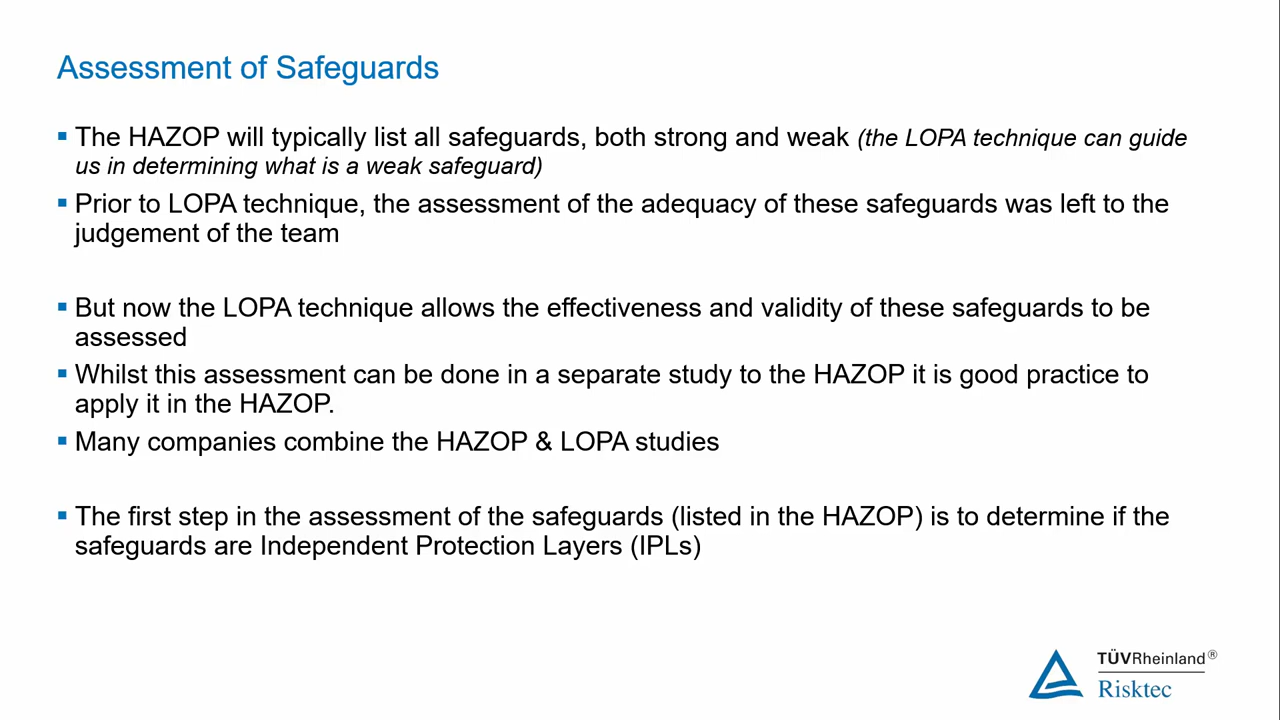 Assessment of Safeguards
▪ The HAZOP will typically list all safeguards, both strong and weak (the LOPA technique can guide
us in determining what is a weak safeguard)
▪ Prior to LOPA technique, the assessment of the adequacy of these safeguards was left to the
judgement of the team
▪ But now the LOPA technique allows the effectiveness and validity of these safeguards to be
assessed
▪ Whilst this assessment can be done in a separate study to the HAZOP it is good practice to
apply it in the HAZOP.
▪ Many companies combine the HAZOP & LOPA studies
▪ The first step in the assessment of the safeguards (listed in the HAZOP) is to determine if the
safeguards are Independent Protection Layers (IPLs)
TÜVRheinland®
Risktec